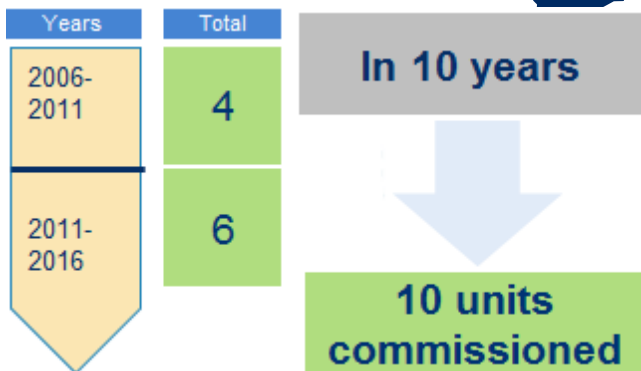 Years
Total
2006-
2011
4
2011-
2016
6
In 10 years
10 units
commissioned